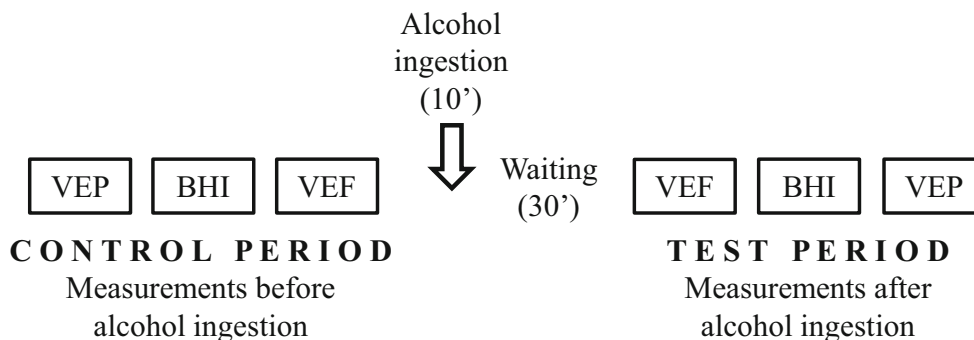 Alcohol
ingestion
(10’)
VEP BHI VEF
Waiting
(30’)
VEF BHI VEP
CONTROL PERIOD
Measurements before
alcohol ingestion
TEST PERIOD
Measurements after
alcohol ingestion